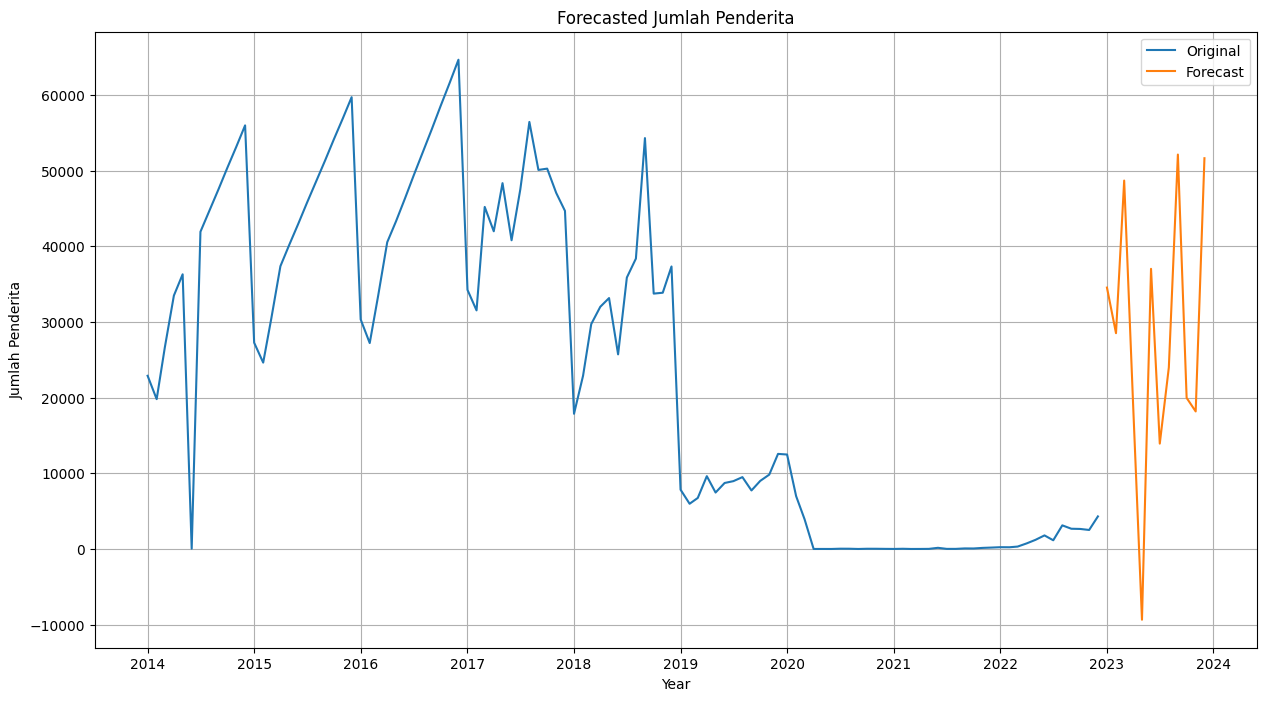 Forecasted Jumlah Penderita
Original
Forecast
Jumlah Penderita
60000
50000
40000
30000
20000
10000
0
−10000
2014 2015 2016 2017 2018 2019 2020 2021 2022 2023 2024
Year